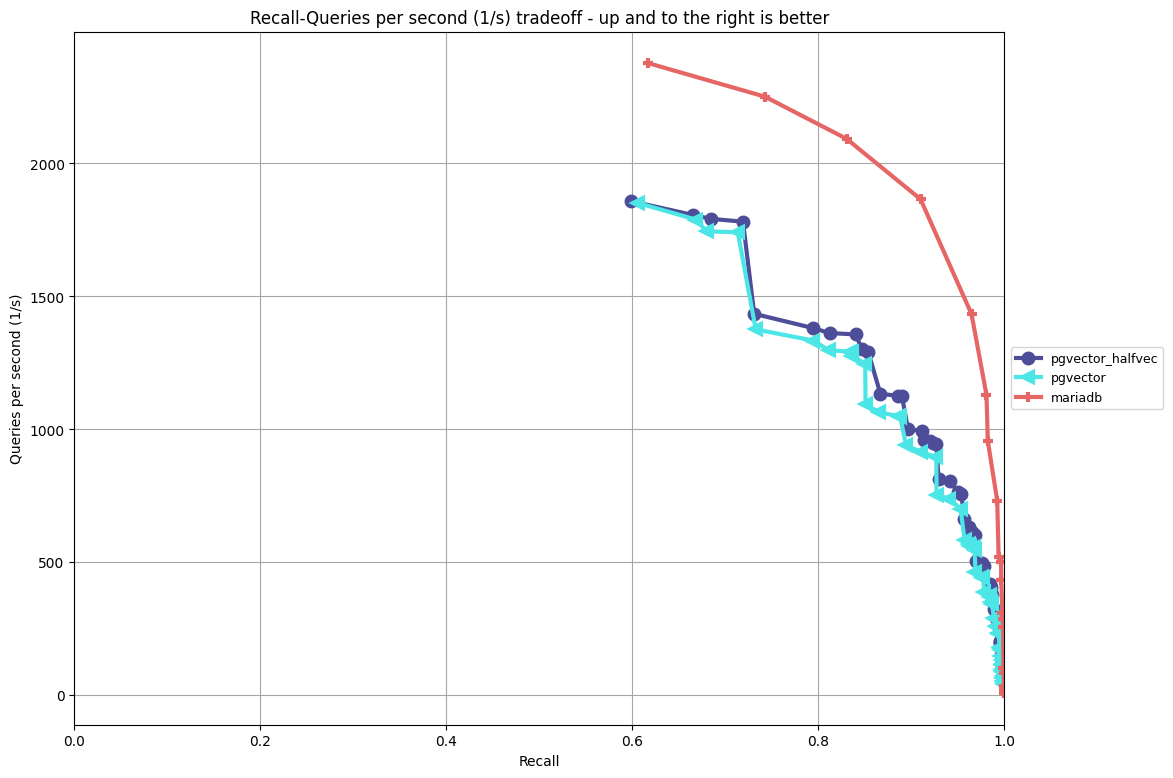 Recall-Queries per second (1/s) tradeoff - up and to the right is better
Queries per second (1/s)
2000
1500
1000
500
0
0.0
0.2
0.4
0.6
0.8
1.0
Recall
pgvector_halfvec
pgvector
mariadb